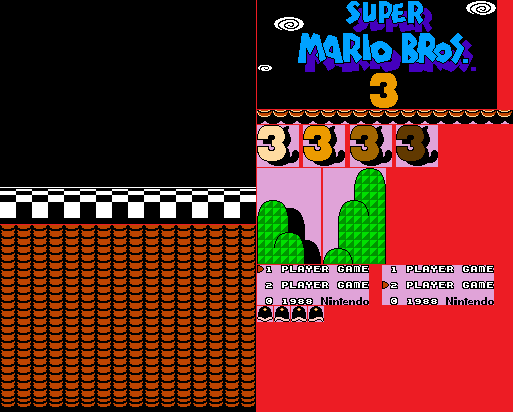 SUPER
MARIO BROS.
3
3 3 3 3
1 PLAYER GAME
2 PLAYER GAME
© 1988 Nintendo
1 PLAYER GAME
2 PLAYER GAME
© 1988 Nintendo